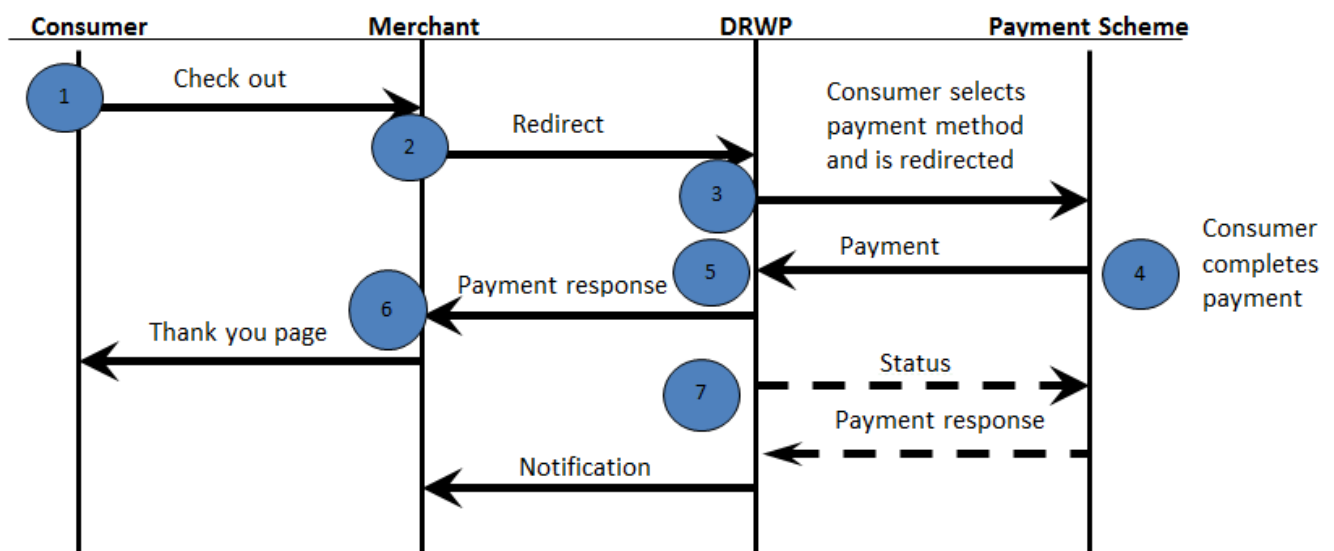 Consumer Merchant DRWP Payment Scheme
1
Check out
2
Redirect
3
Consumer selects
payment method
and is redirected
4
Consumer
completes
payment
Payment
5
Payment response
6
Thank you page
7
Status
Payment response
Notification